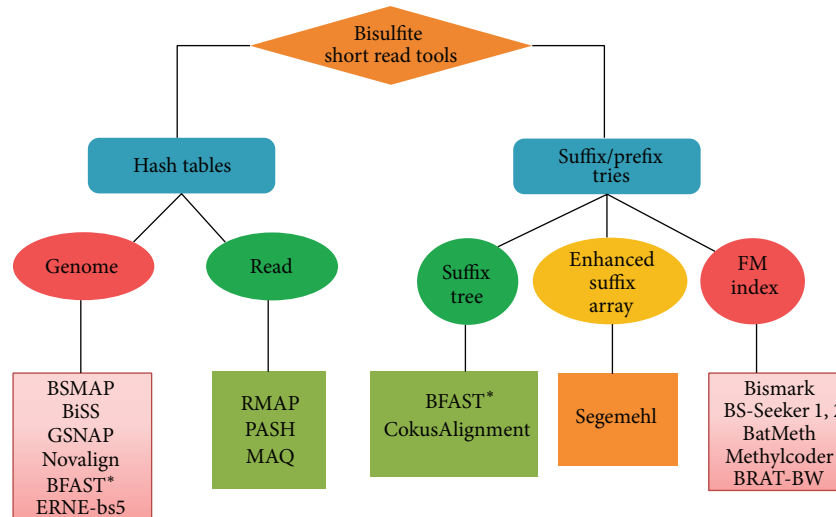 Bisulfite
short read tools
Hash tables
Suffix/prefix
tries
Genome
Read
Suffix
tree
Enhanced
suffix
array
FM
index
BSMAP
BiSS
GSNAP
Novalign
BFAST*
ERNE-bs5
RMAP
PASH
MAQ
BFAST*
CokusAlignment
Segemehl
Bismark
BS-Seeker 1, 2
BatMeth
Methylcoder
BRAT-BW